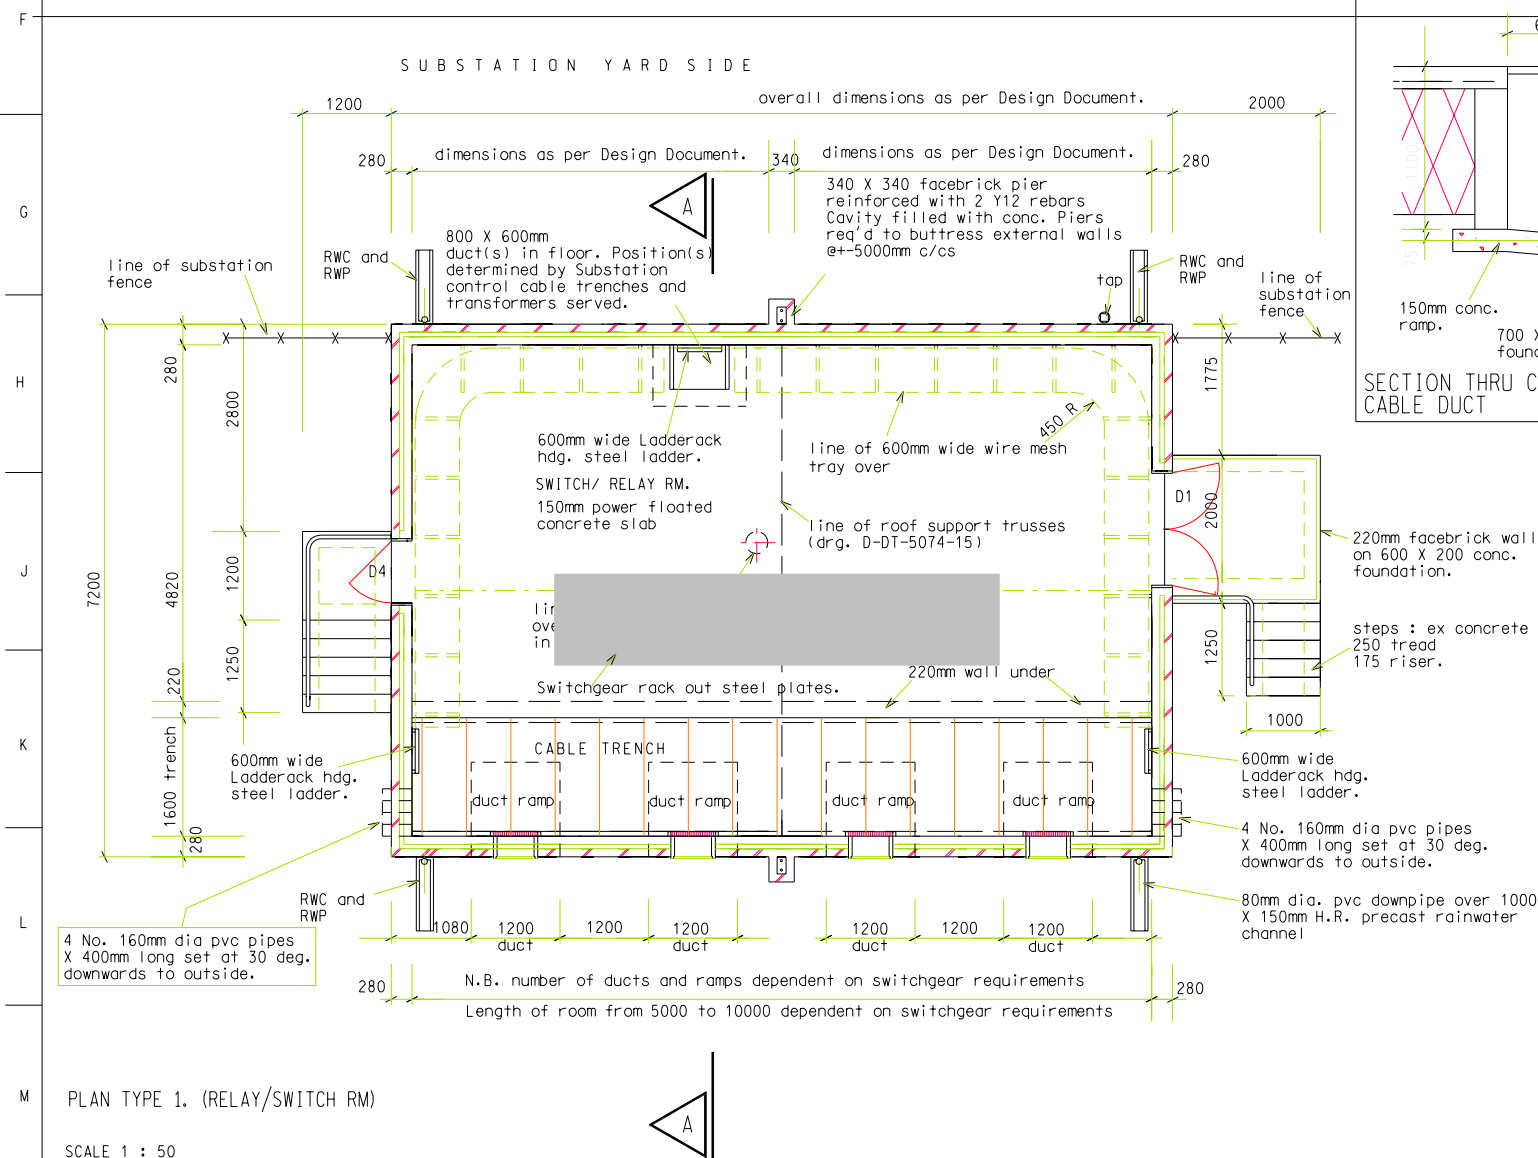 F
SUBSTATION YARD SIDE
1200
overall dimensions as per Design Document.
2000
280
dimensions as per Design Document.
340
dimensions as per Design Document.
280
G
A
340 X 340 facebrick pier
reinforced with 2 Y12 rebars
Cavity filled with conc. Piers
req'd to buttress external walls
@+-5000mm c/cs
800 X 600mm
duct(s) in floor. Position(s)
determined by Substation
control cable trenches and
transformers served.
RWC and
RWP
line of substation
fence
RWC and
RWP
tap
line of
substation
fence
1100
75
150mm conc.
ramp.
700 X
SECTION THRU C
CABLE DUCT
H
280
2800
1775
450 R
600mm wide Ladderack
hdg. steel ladder.
line of 600mm wide wire mesh
tray over
SWITCH/ RELAY RM.
150mm power floated
concrete slab
line of roof support trusses
(drg. D-DT-5074-15)
D1
2000
220mm facebrick wall
on 600 X 200 conc.
foundation.
J
7200
4820
1200
D4
in
steps : ex concrete
250 tread
175 riser.
1250
1250
220
220mm wall under
Switchgear rack out steel plates.
1000
K
CABLE TRENCH
600mm wide
Ladderack hdg.
steel ladder.
600mm wide
Ladderack hdg.
steel ladder.
1600 trench
duct ramp
duct ramp
duct ramp
duct ramp
280
4 No. 160mm dia pvc pipes
X 400mm long set at 30 deg.
downwards to outside.
RWC and
RWP
80mm dia. pvc downpipe over 1000
X 150mm H.R. precast rainwater
channel
L
1080
1200
duct
1200
1200
duct
1200
duct
1200
1200
duct
4 No. 160mm dia pvc pipes
X 400mm long set at 30 deg.
downwards to outside.
280
N.B. number of ducts and ramps dependent on switchgear requirements
280
Length of room from 5000 to 10000 dependent on switchgear requirements
M
PLAN TYPE 1. (RELAY/SWITCH RM)
A
SCALE 1 : 50